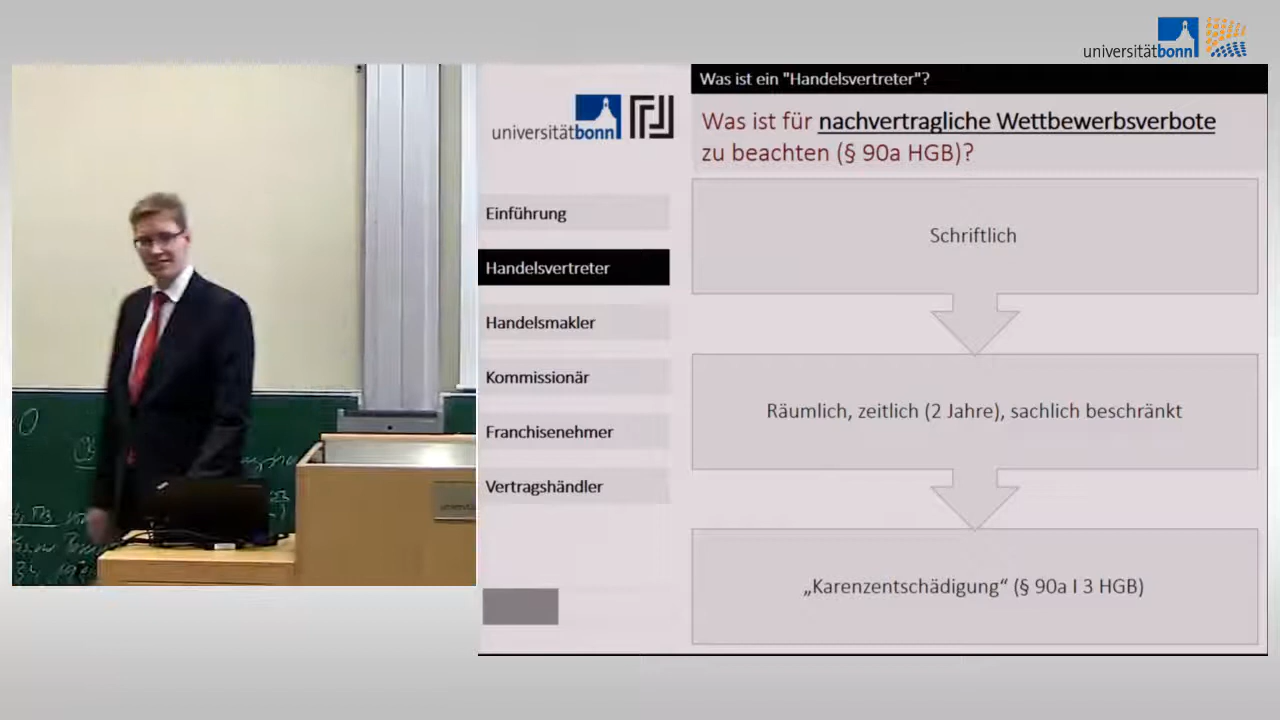 universitätbonn
Was ist ein "Handelsvertreter"?
universitätbonn
Was ist für nachvertragliche Wettbewerbsverbote
zu beachten (§ 90a HGB)?
Einführung
Handelsvertreter
Handelsmakler
Kommissionär
Franchisenehmer
Vertragshändler
Schriftlich
Räumlich, zeitlich (2 Jahre), sachlich beschränkt
„Karenzentschädigung“ (§ 90a I 3 HGB)